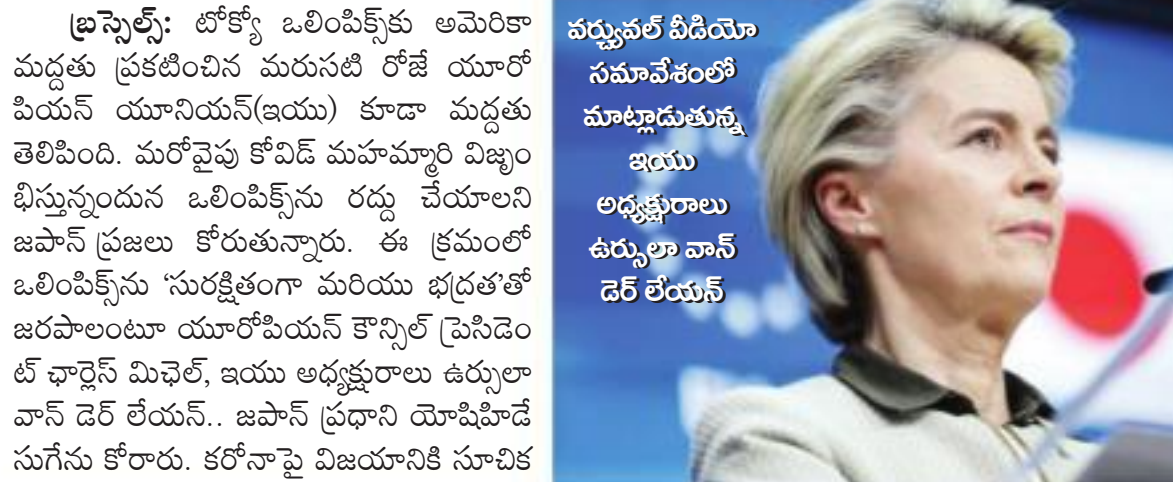 బ్రస్సెల్స్: టోక్యో ఒలింపిక్స్‌కు అమెరికా
మద్దతు ప్రకటించిన మరుసటి రోజే యూరో
పియన్ యూనియన్(ఇయు) కూడా మద్దతు
తెలిపింది. మరోవైపు కోవిడ్ మహమ్మారి విజృం
భిస్తున్నందున ఒలింపిక్స్‌ను రద్దు చేయాలని
జపాన్ ప్రజలు కోరుతున్నారు. ఈ క్రమంలో
ఒలింపిక్స్‌ను ‘సురక్షితంగా మరియు భద్రత’తో
జరపాలంటూ యూరోపియన్ కౌన్సిల్ ప్రెసిడెం
ట్ ఛార్లెస్ మిఛెల్, ఇయు అధ్యక్షురాలు ఉర్సులా
వాన్ డెర్ లేయన్.. జపాన్ ప్రధాని యోషిహిడే
సుగేను కోరారు. కరోనాపై విజయానికి సూచిక
వర్చ్యువల్ వీడియో
సమావేశంలో
మాట్లాడుతున్న
ఇయు
అధ్యక్షురాలు
ఉర్సులా వాన్
డెర్ లేయన్